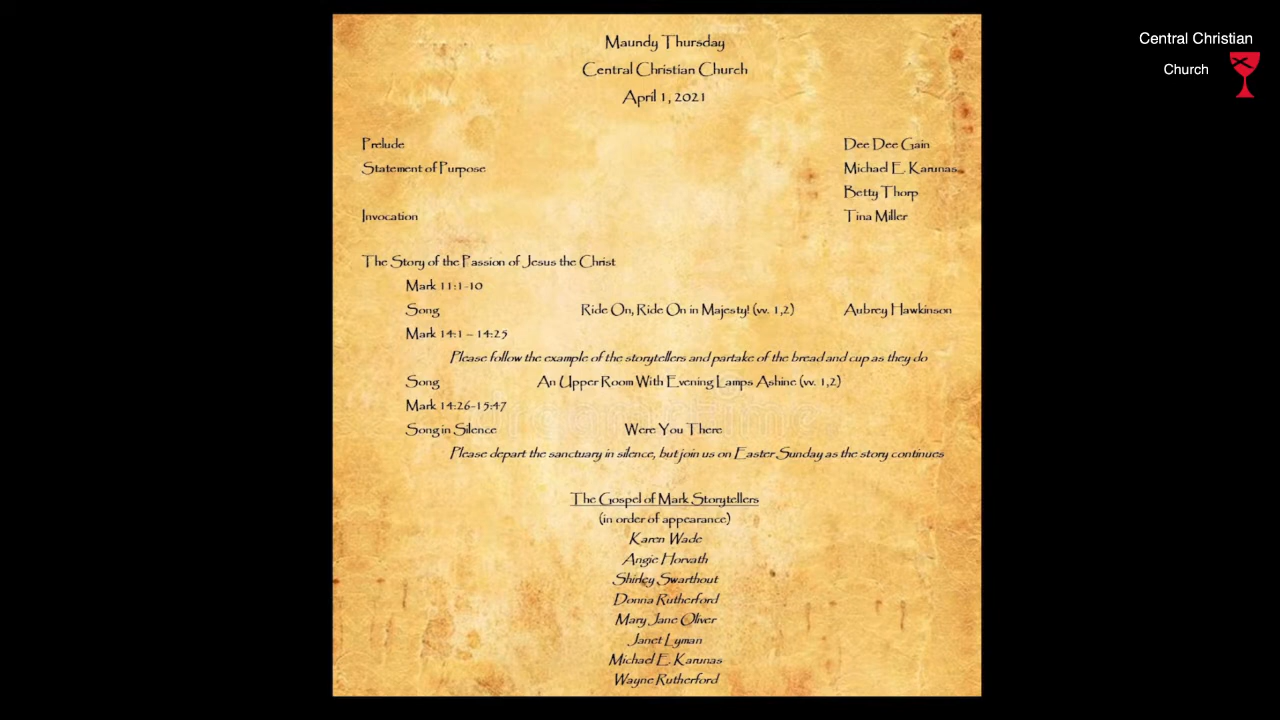 Maundy Thursday
Central Christian Church
April 1, 2021
Prelude Dee Dee Gain
Statement of Purpose Michael E. Karunas
Betty Thorp
Invocation Tina Miller
The Story of the Passion of Jesus the Christ
Mark 11:1-10
Song Ride On, Ride On in Majesty! (vv. 1,2) Aubrey Hawkinson
Mark 14:1 – 14:25
Please follow the example of the storytellers and partake of the bread and cup as they do
Song An Upper Room With Evening Lamps Ashine (vv. 1,2)
Mark 14:26-15:47
Song in Silence Were You There
Please depart the sanctuary in silence, but join us on Easter Sunday as the story continues
The Gospel of Mark Storytellers
(in order of appearance)
Karen Wade
Angie Horvath
Shirley Swarthout
Donna Rutherford
Mary Jane Oliver
Janet Lyman
Michael E. Karunas
Wayne Rutherford
Central Christian
Church